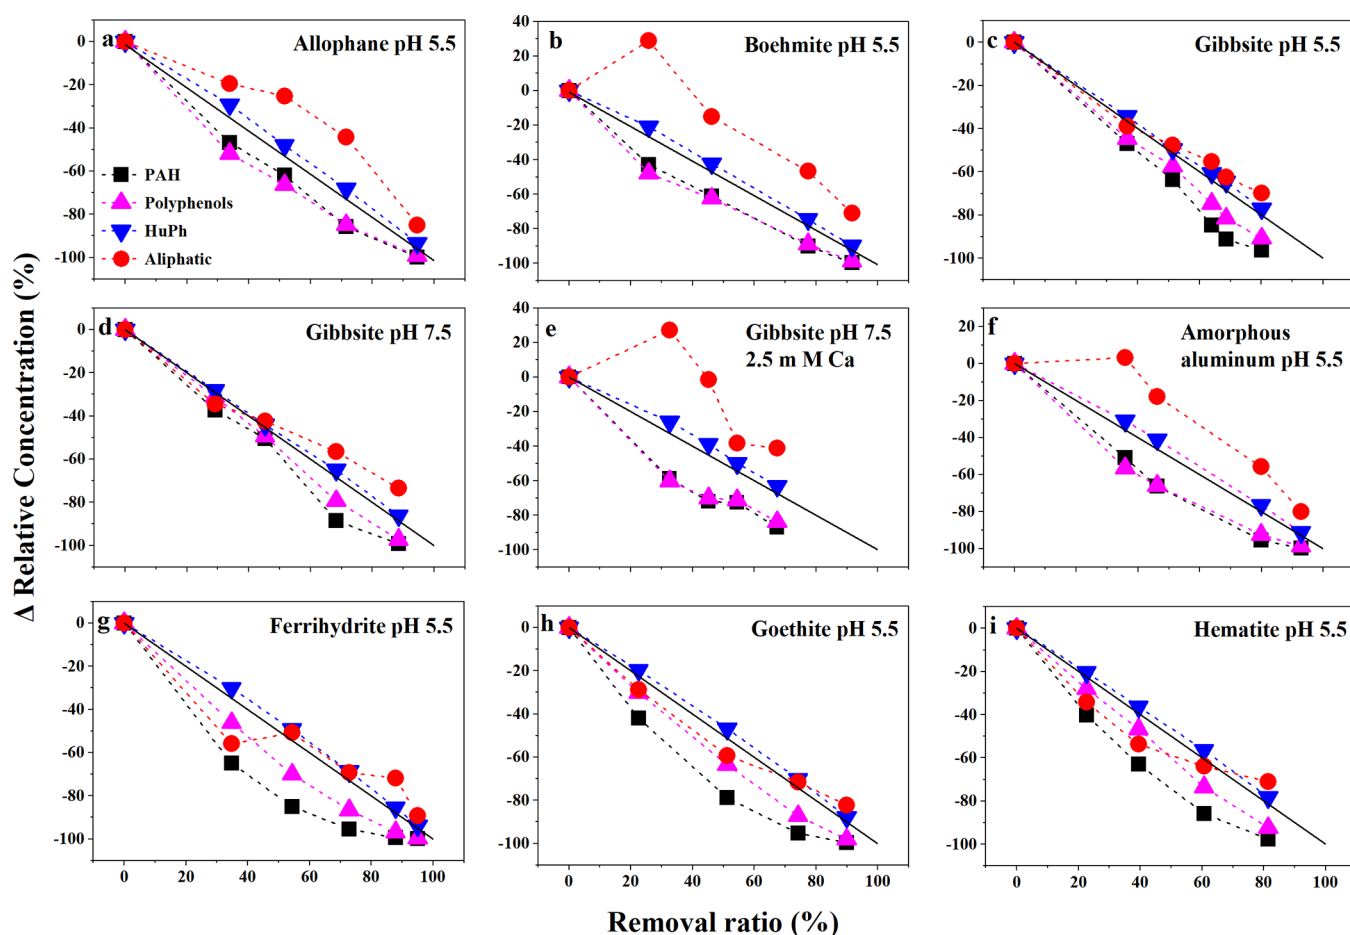 a Allophane pH 5.5
0
-20
-40
-60
-80
-100
PAH
Polyphenols
HuPh
Aliphatic
b Boehmite pH 5.5
40
20
0
-20
-40
-60
-80
-100
c Gibbsite pH 5.5
0
-20
-40
-60
-80
-100
d Gibbsite pH 7.5
0
-20
-40
-60
-80
-100
e Gibbsite pH 7.5
2.5 m M Ca
40
20
0
-20
-40
-60
-80
-100
f Amorphous
aluminum pH 5.5
20
0
-20
-40
-60
-80
-100
g Ferrihydrite pH 5.5
0
-20
-40
-60
-80
-100
0 20 40 60 80 100
h Goethite pH 5.5
0
-20
-40
-60
-80
-100
0 20 40 60 80 100
i Hematite pH 5.5
0
-20
-40
-60
-80
-100
0 20 40 60 80 100
Δ Relative Concentration (%)
Removal ratio (%)